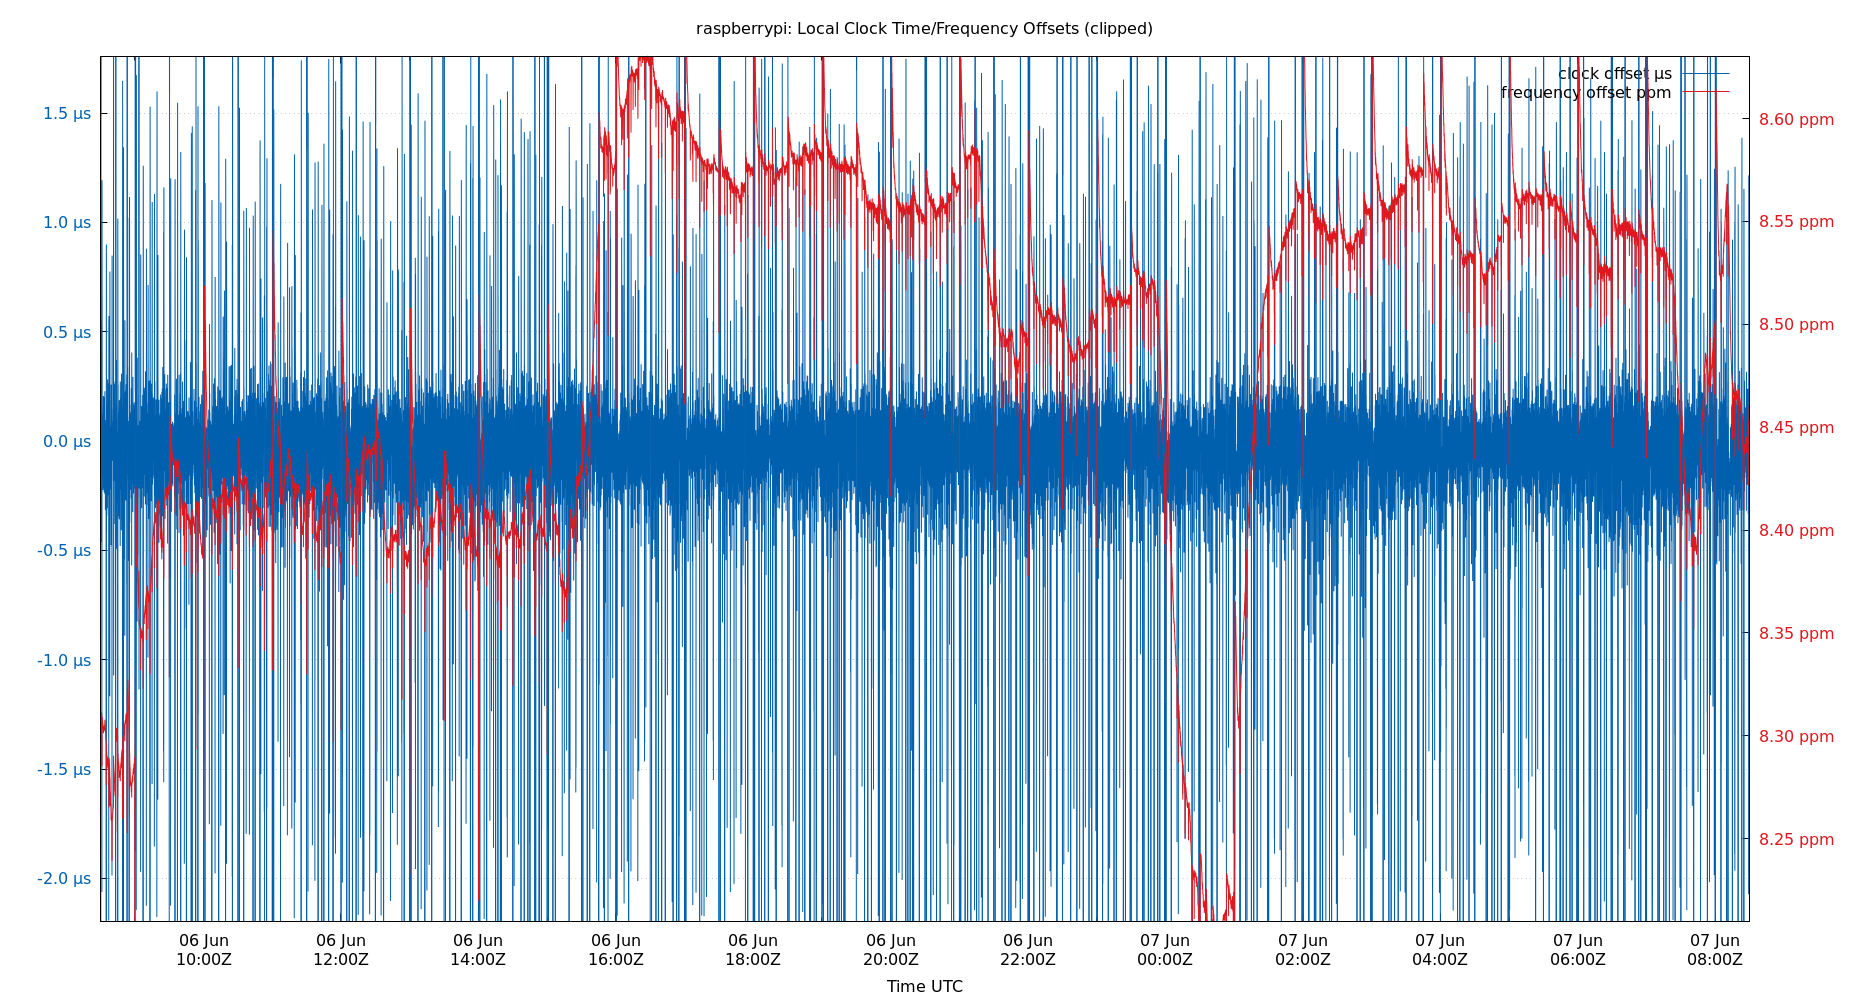 raspberrypi: Local Clock Time/Frequency Offsets (clipped)
clock offset µs
frequency offset ppm
1.5 µs
1.0 µs
0.5 µs
0.0 µs
-0.5 µs
-1.0 µs
-1.5 µs
-2.0 µs
8.60 ppm
8.55 ppm
8.50 ppm
8.45 ppm
8.40 ppm
8.35 ppm
8.30 ppm
8.25 ppm
06 Jun
10:00Z
06 Jun
12:00Z
06 Jun
14:00Z
06 Jun
16:00Z
06 Jun
18:00Z
06 Jun
20:00Z
06 Jun
22:00Z
07 Jun
00:00Z
07 Jun
02:00Z
07 Jun
04:00Z
07 Jun
06:00Z
07 Jun
08:00Z
Time UTC